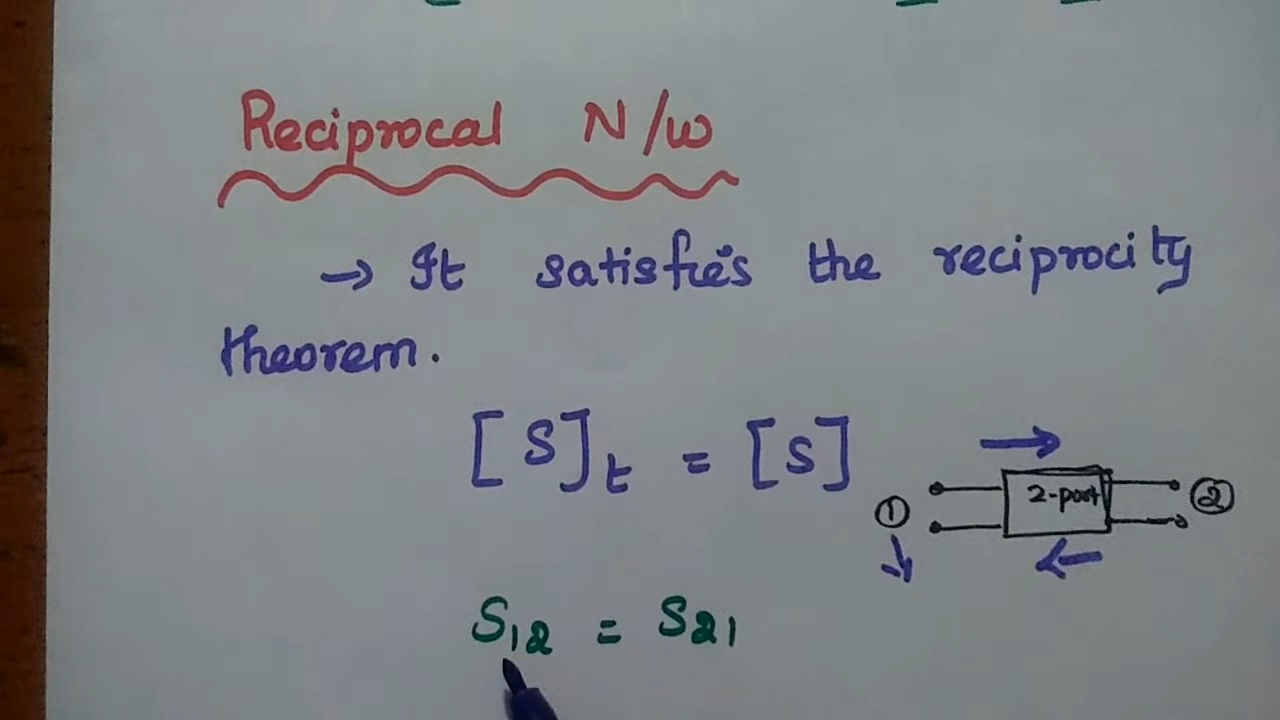 Reciprocal N/w
→ It satisfies the reciprocity
theorem.
[S]t = [S]
① 2-port ②
S12 = S21